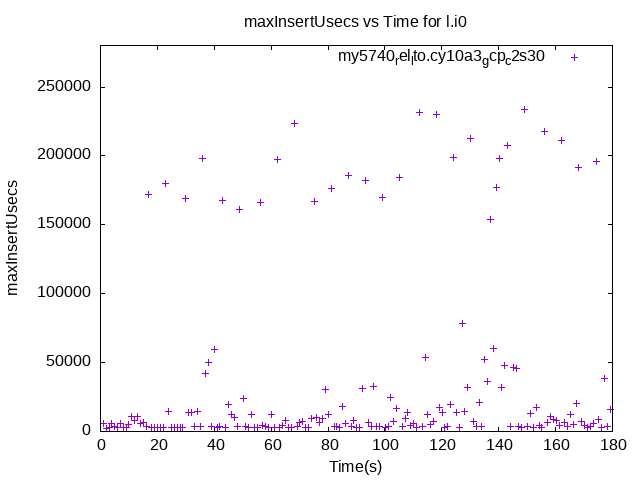 maxInsertUsecs vs Time for l.i0
my5740relito.cy10a3gcpc2s30
maxInsertUsecs
250000
200000
150000
100000
50000
0
0 20 40 60 80 100 120 140 160 180
Time(s)